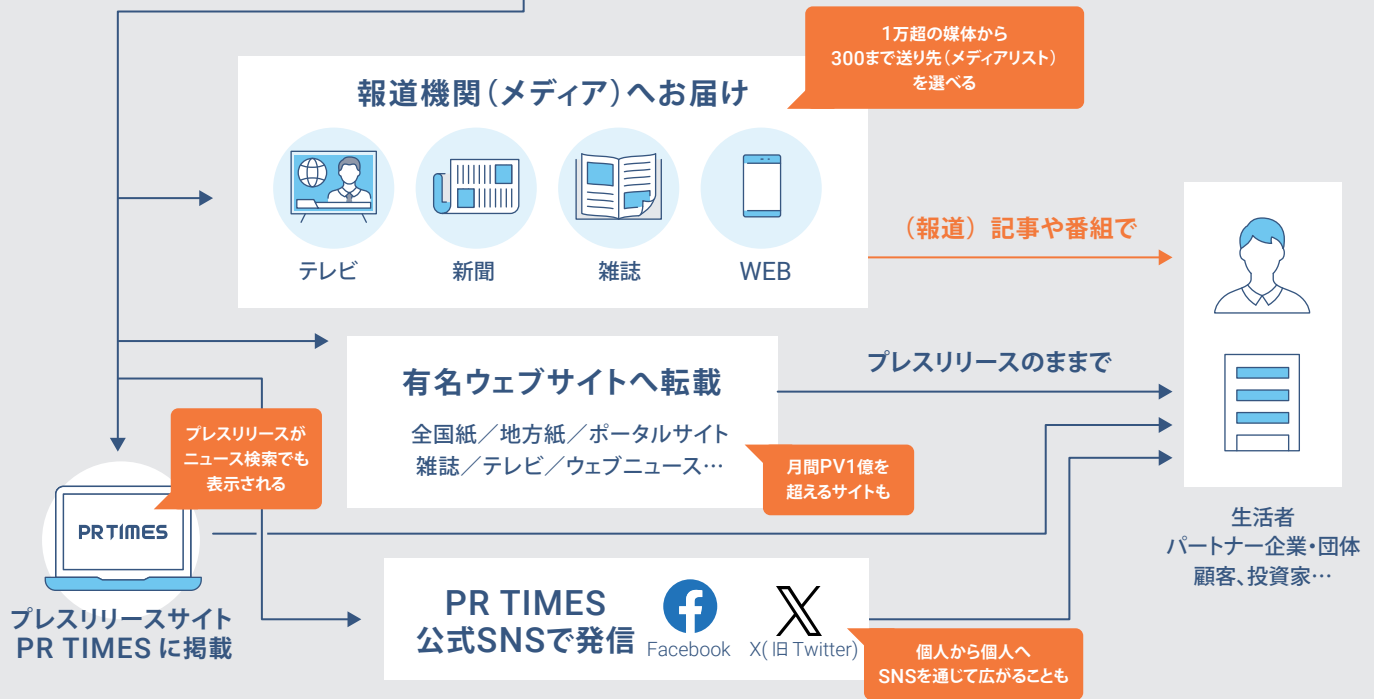 1万超の媒体から
300まで送り先（メディアリスト）
を選べる
報道機関（メディア）へお届け
テレビ
新聞
雑誌
WEB
（報道）記事や番組で
有名ウェブサイトへ転載
全国紙／地方紙／ポータルサイト
雑誌／テレビ／ウェブニュース…
月間PV1億を
超えるサイトも
プレスリリースのままで
プレスリリースが
ニュース検索でも
表示される
PR TIMES
プレスリリースサイト
PR TIMES に掲載
PR TIMES
公式SNSで発信
Facebook
X(旧 Twitter)
個人から個人へ
SNSを通じて広がることも
生活者
パートナー企業・団体
顧客、投資家…